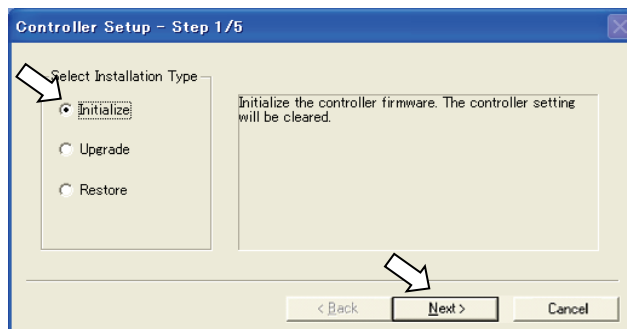 Controller Setup - Step 1/5
Select Installation Type
Initialize
Initialize the controller firmware. The controller setting
will be cleared.
Upgrade
Restore
< Back
Next >
Cancel